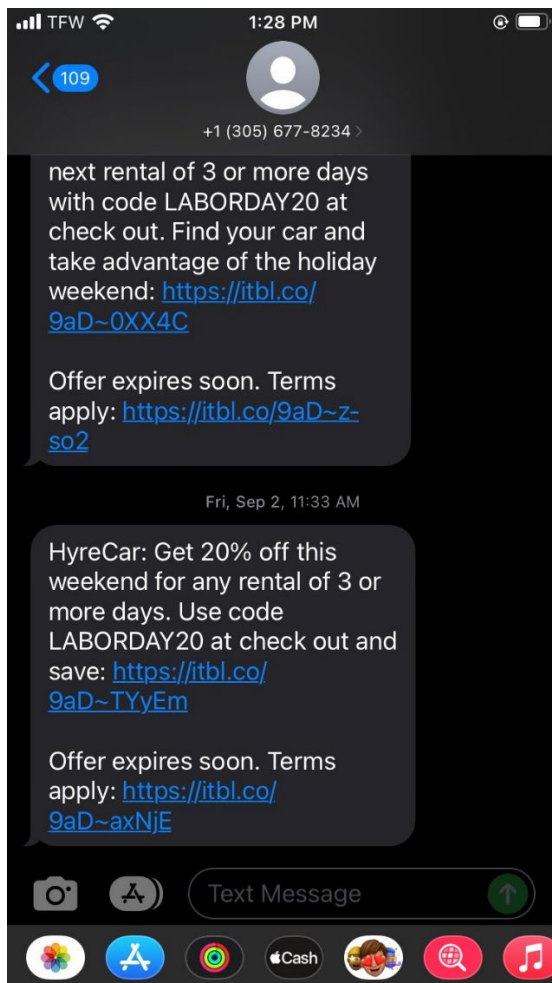 TFW 1:28 PM
109
+1 (305) 677-8234
next rental of 3 or more days
with code LABORDAY20 at
check out. Find your car and
take advantage of the holiday
weekend: https://itbl.co/
9aD~0XX4C
Offer expires soon. Terms
apply: https://itbl.co/9aD~z-
so2
Fri, Sep 2, 11:33 AM
HyreCar: Get 20% off this
weekend for any rental of 3 or
more days. Use code
LABORDAY20 at check out and
save: https://itbl.co/
9aD~TYyEm
Offer expires soon. Terms
apply: https://itbl.co/
9aD~axNjE
Text Message
Cash